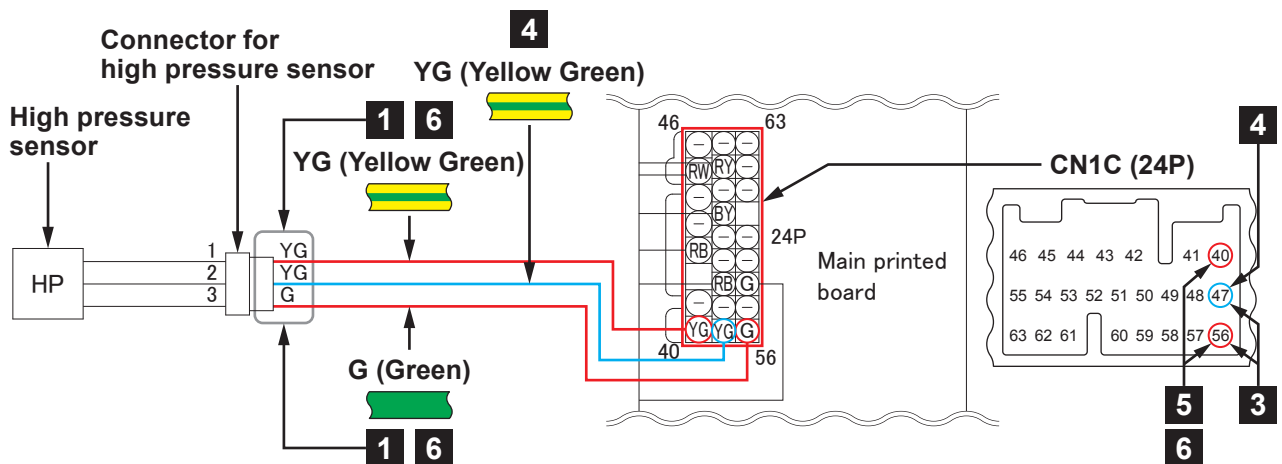 4
Connector for
high pressure sensor
YG (Yellow Green)
High pressure
sensor
1 6
YG (Yellow Green)
46 63
4
CN1C (24P)
RW RY
BY
24P
RB
Main printed
board
RB G
YG YG G
40 56
HP
1 YG
2 YG
3 G
G (Green)
1 6
46 45 44 43 42 41 40
55 54 53 52 51 50 49 48 47
63 62 61 60 59 58 57 56
5 3
6